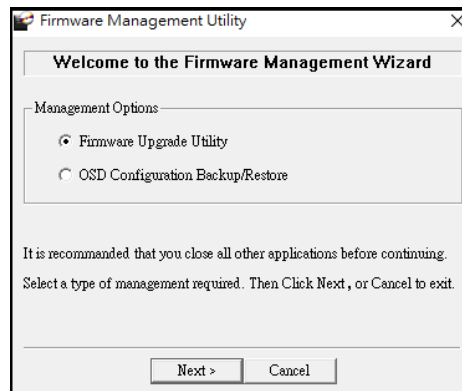 Firmware Management Utility
Welcome to the Firmware Management Wizard
Management Options
Firmware Upgrade Utility
OSD Configuration Backup/Restore
It is recommanded that you close all other applications before continuing.
Select a type of management required. Then Click Next, or Cancel to exit.
Next >
Cancel